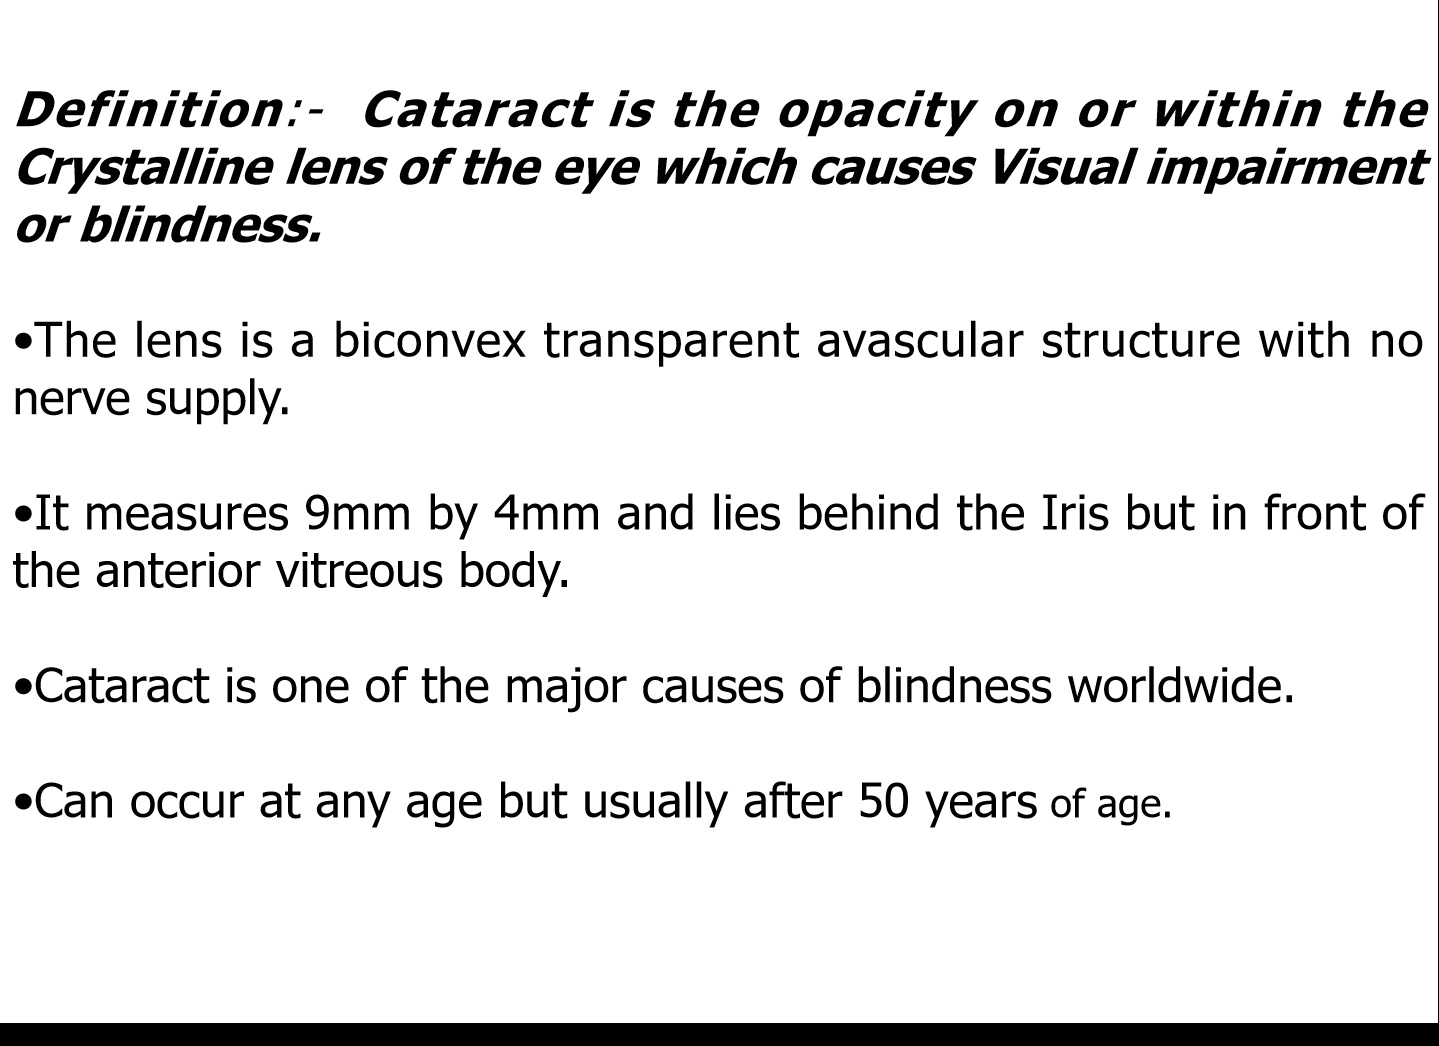 Definition:- Cataract is the opacity on or within the
Crystalline lens of the eye which causes Visual impairment
or blindness.
•The lens is a biconvex transparent avascular structure with no
nerve supply.
•It measures 9mm by 4mm and lies behind the Iris but in front of
the anterior vitreous body.
•Cataract is one of the major causes of blindness worldwide.
•Can occur at any age but usually after 50 years of age.